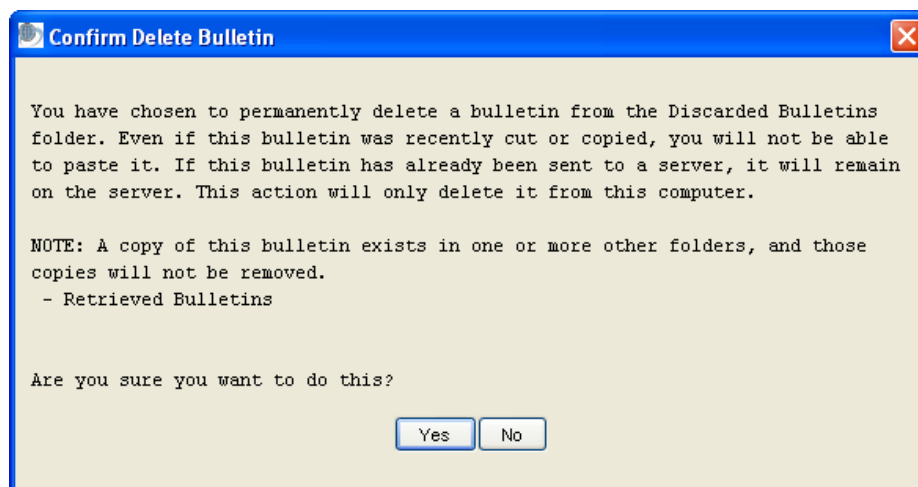 Confirm Delete Bulletin
You have chosen to permanently delete a bulletin from the Discarded Bulletins
folder. Even if this bulletin was recently cut or copied, you will not be able
to paste it. If this bulletin has already been sent to a server, it will remain
on the server. This action will only delete it from this computer.
NOTE: A copy of this bulletin exists in one or more other folders, and those
copies will not be removed.
- Retrieved Bulletins
Are you sure you want to do this?
Yes No